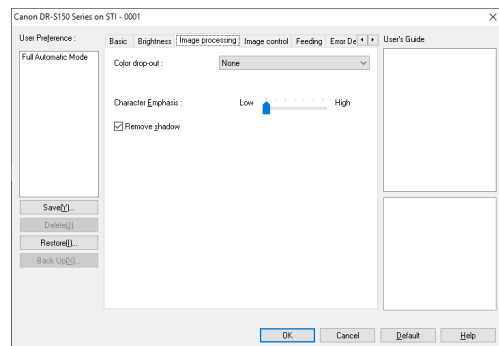 Canon DR-S150 Series on STI - 0001
User Preference :
Full Automatic Mode
Save(Y)...
Delete(J)
Restore(I)...
Back Up(X)...
Basic Brightness Image processing Image control Feeding Error De
Color drop-out : None
Character Emphasis : Low High
Remove shadow
User's Guide
OK Cancel Default Help